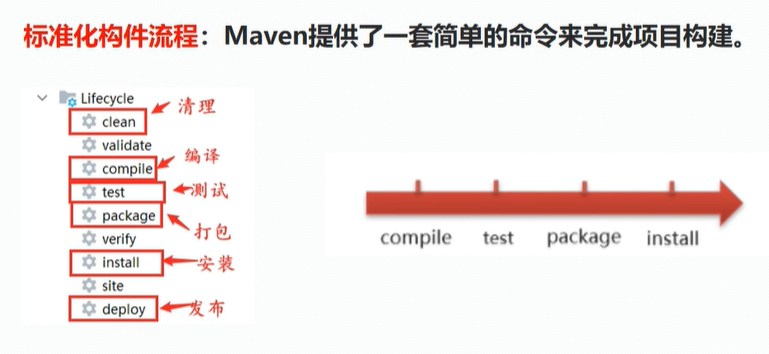 标准化构件流程：Maven提供了一套简单的命令来完成项目构建。
Lifecycle
clean 清理
validate
compile 编译
test 测试
package 打包
verify
install 安装
site
deploy 发布
compile test package install